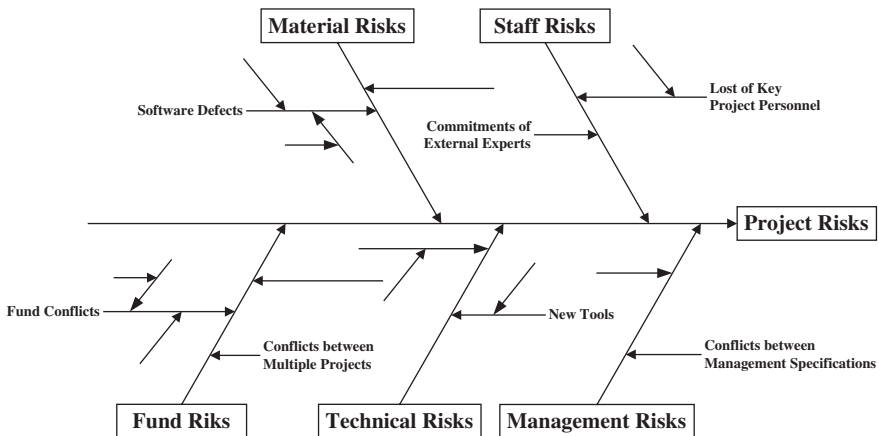 Material Risks
Staff Risks
Software Defects
Lost of Key
Project Personnel
Commitments of
External Experts
Project Risks
Fund Conflicts
New Tools
Conflicts between
Multiple Projects
Conflicts between
Management Specifications
Fund Riks
Technical Risks
Management Risks